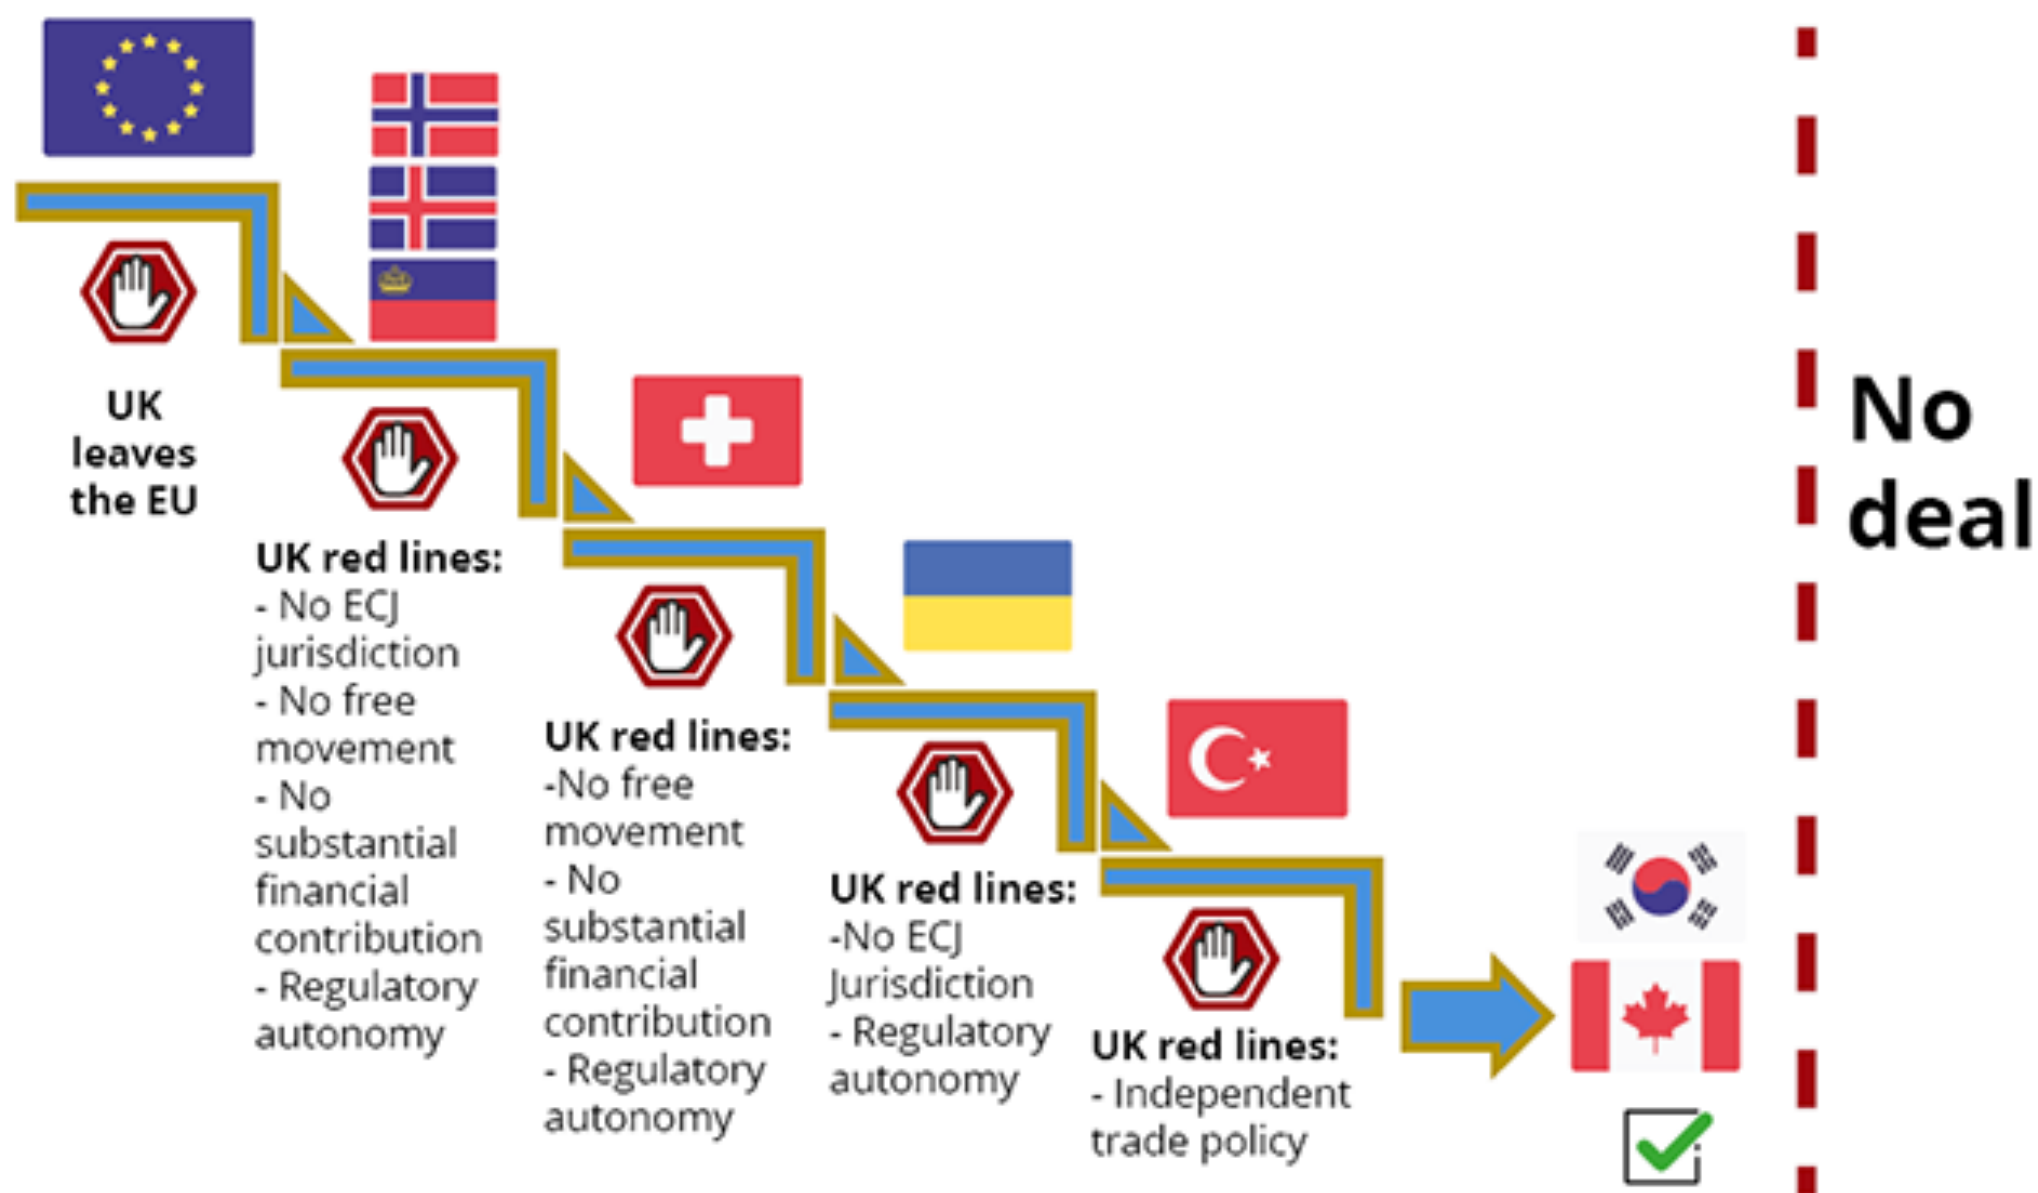 UK
leaves
the EU
UK red lines:
- No ECJ
jurisdiction
- No free
movement
- No
substantial
financial
contribution
- Regulatory
autonomy
UK red lines:
-No free
movement
- No
substantial
financial
contribution
- Regulatory
autonomy
UK red lines:
-No ECJ
Jurisdiction
- Regulatory
autonomy
UK red lines:
- Independent
trade policy
No
deal